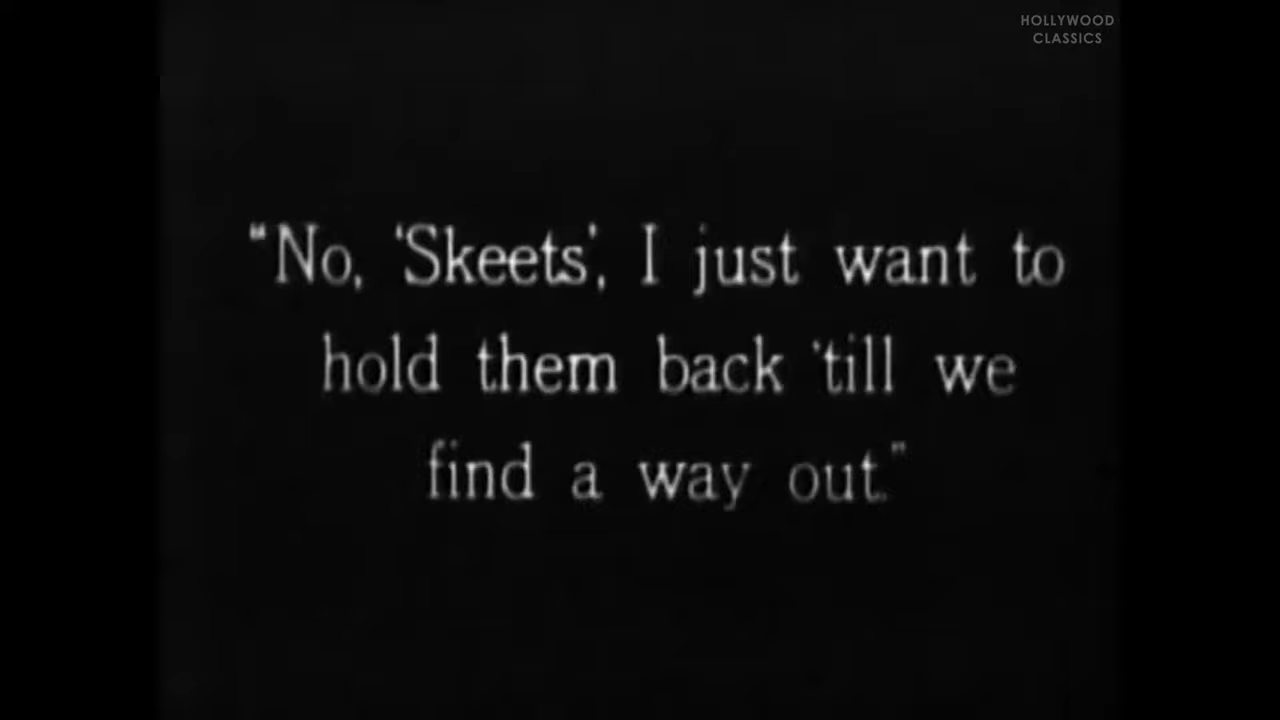 HOLLYWOOD
CLASSICS
"No, 'Skeets', I just want to
hold them back 'till we
find a way out."